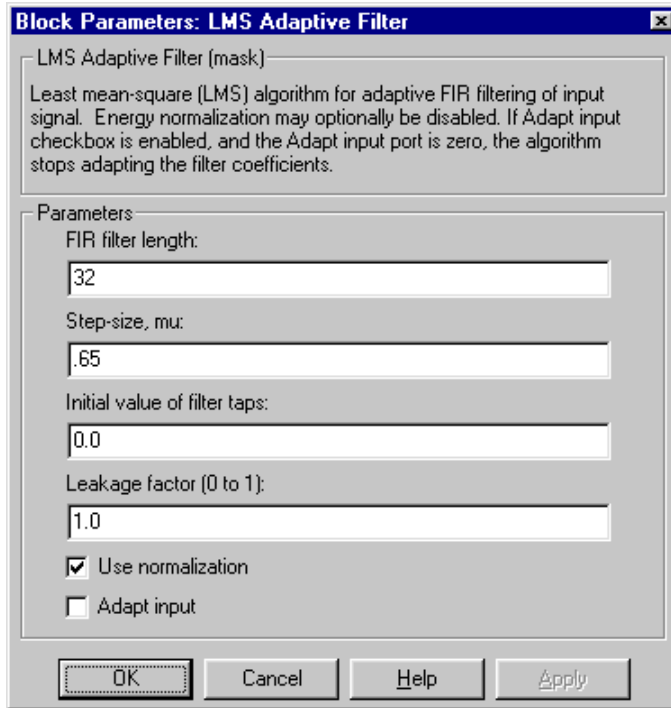 Block Parameters: LMS Adaptive Filter
LMS Adaptive Filter (mask)
Least mean-square (LMS) algorithm for adaptive FIR filtering of input
signal.  Energy normalization may optionally be disabled. If Adapt input
checkbox is enabled, and the Adapt input port is zero, the algorithm
stops adapting the filter coefficients.
Parameters
FIR filter length:
32
Step-size, mu:
.65
Initial value of filter taps:
0.0
Leakage factor (0 to 1):
1.0
Use normalization
Adapt input
OK Cancel Help Apply